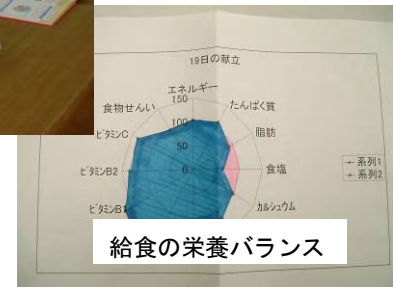 19日の献立
エネルギー
150
食物せんい
たんぱく質
100
ビタミンC
脂肪
50
ビタミンB2
0
食塩
系列1
系列2
ビタミンB1
カルシュウム
給食の栄養バランス